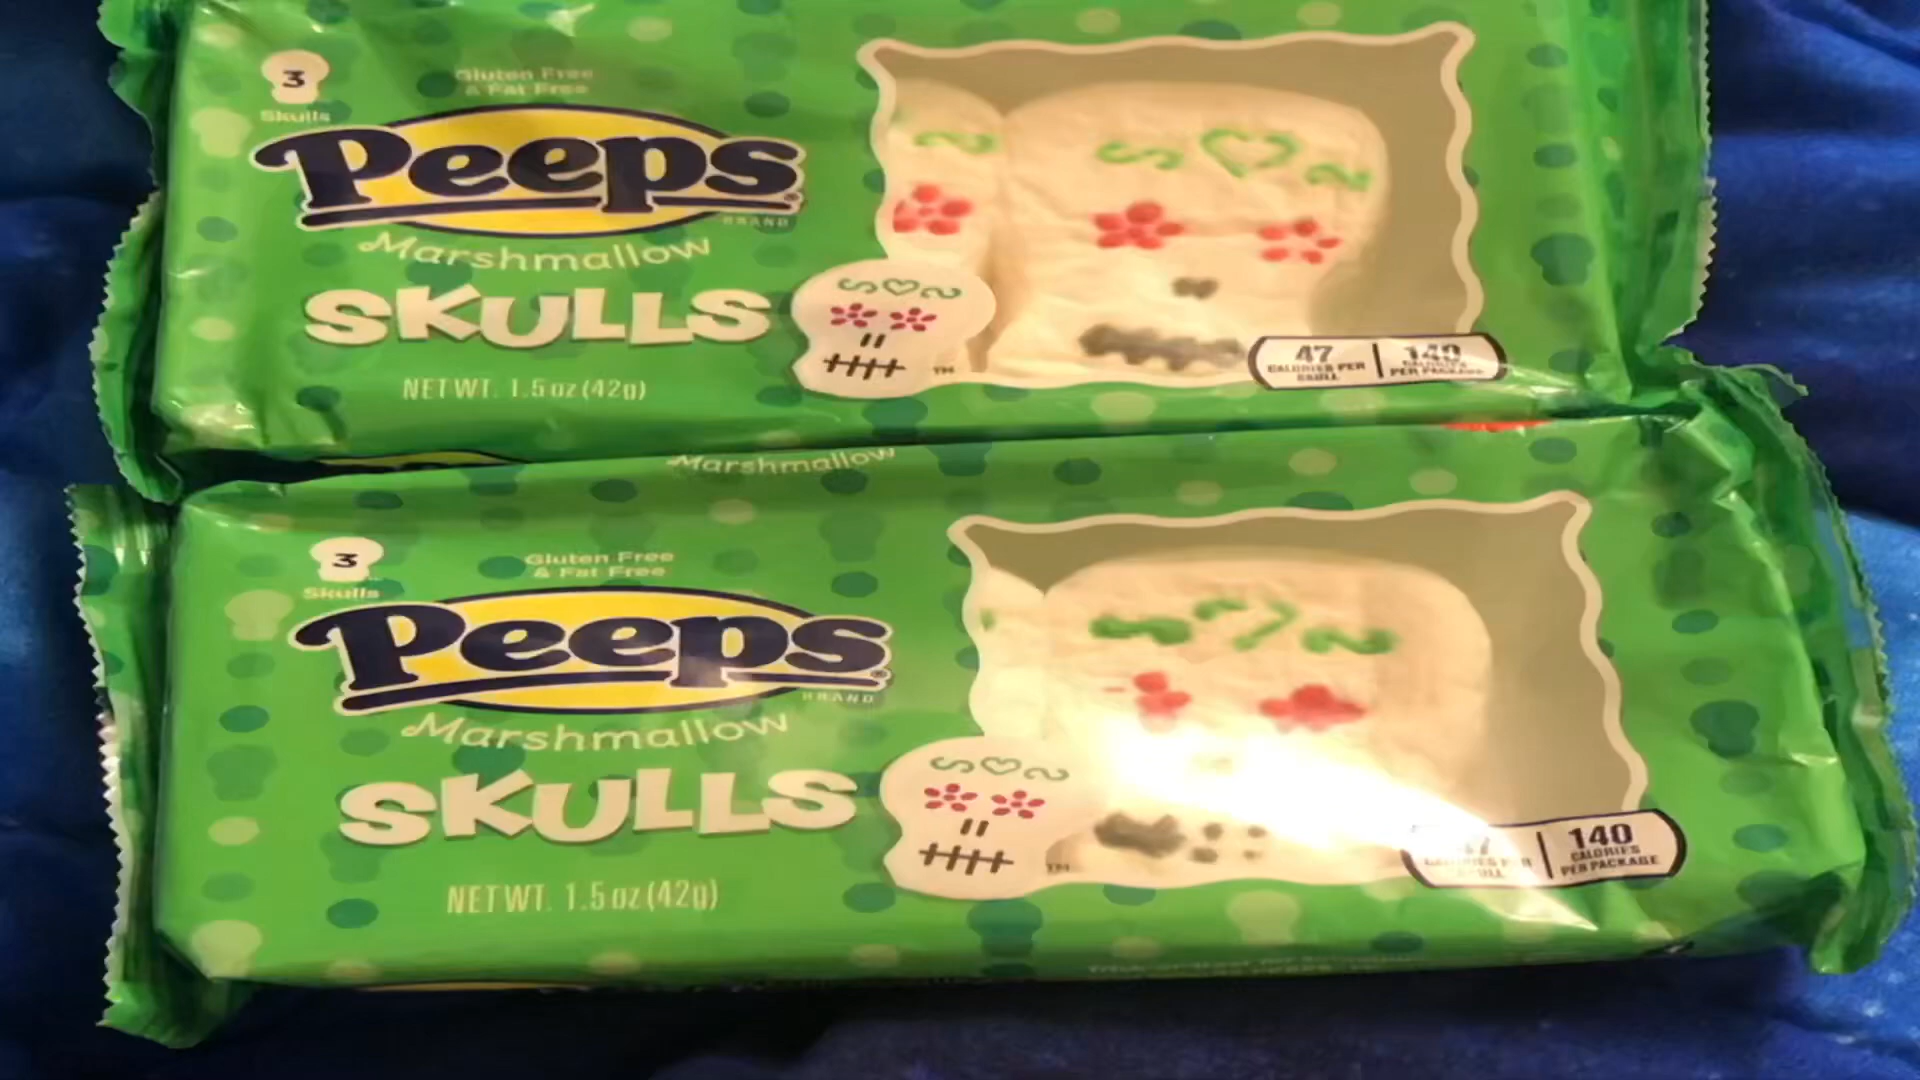 3
Skulls
Gluten Free
& Fat Free
Peeps
BRAND
Marshmallow
SKULLS
TM
NET WT. 1.5 oz (42g)
47
CALORIES PER
SKULL
140
CALORIES
PER PACKAGE
Marshmallow
3
Skulls
Gluten Free
& Fat Free
Peeps
BRAND
Marshmallow
SKULLS
TM
NET WT. 1.5 oz (42g)
140
CALORIES
PER PACKAGE